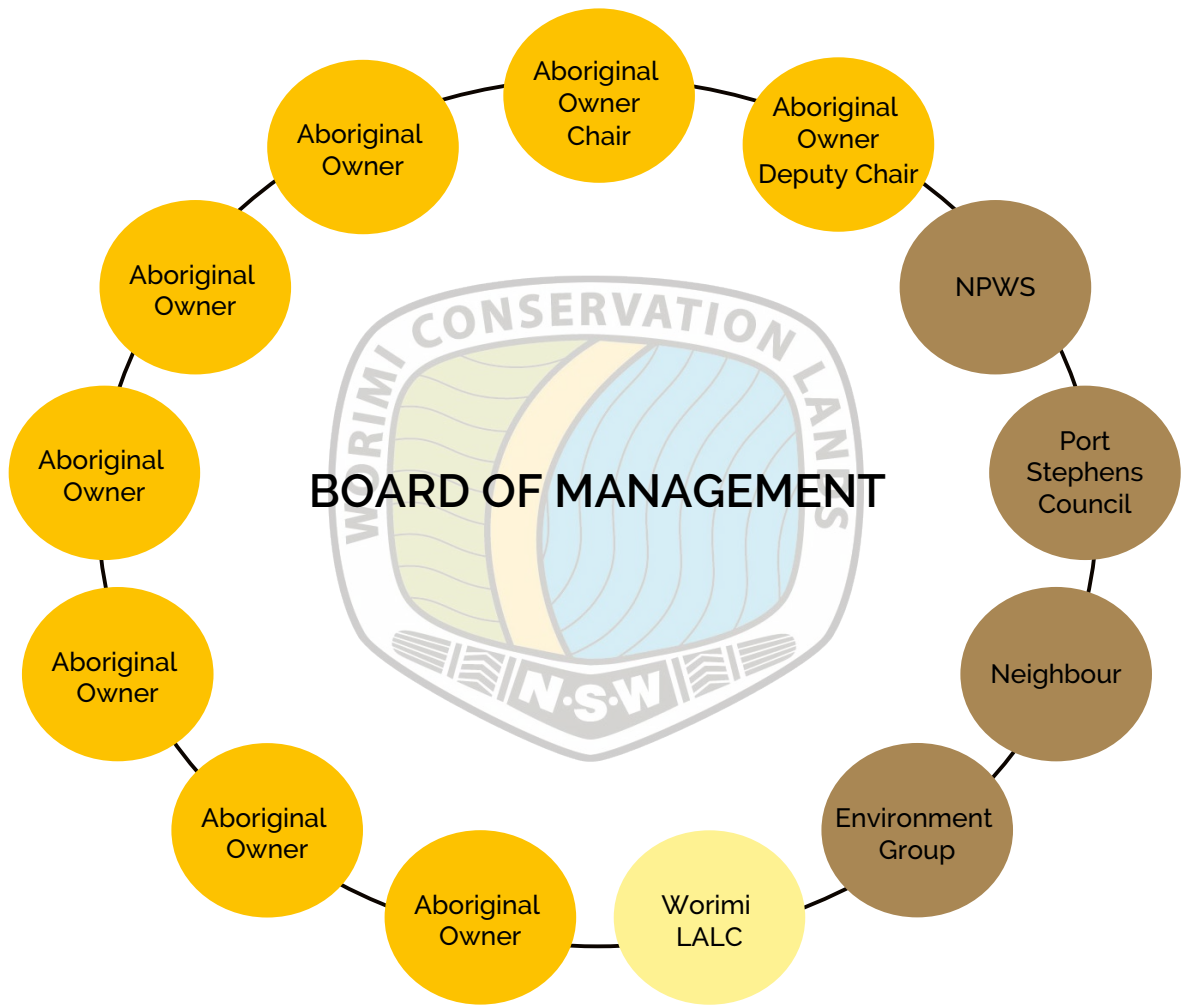 Aboriginal
Owner
Chair
Aboriginal
Owner
Deputy Chair
NPWS
Port
Stephens
Council
Neighbour
Environment
Group
Worimi
LALC
Aboriginal
Owner
Aboriginal
Owner
Aboriginal
Owner
Aboriginal
Owner
Aboriginal
Owner
Aboriginal
Owner
WORIMI CONSERVATION LANDS
BOARD OF MANAGEMENT
N·S·W